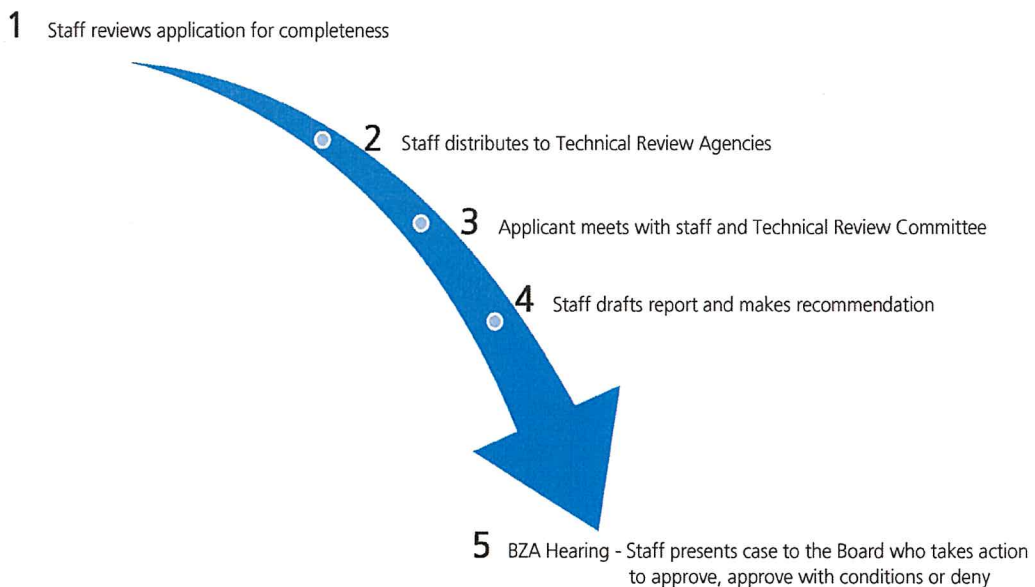 1 Staff reviews application for completeness
2 Staff distributes to Technical Review Agencies
3 Applicant meets with staff and Technical Review Committee
4 Staff drafts report and makes recommendation
5 BZA Hearing - Staff presents case to the Board who takes action
to approve, approve with conditions or deny